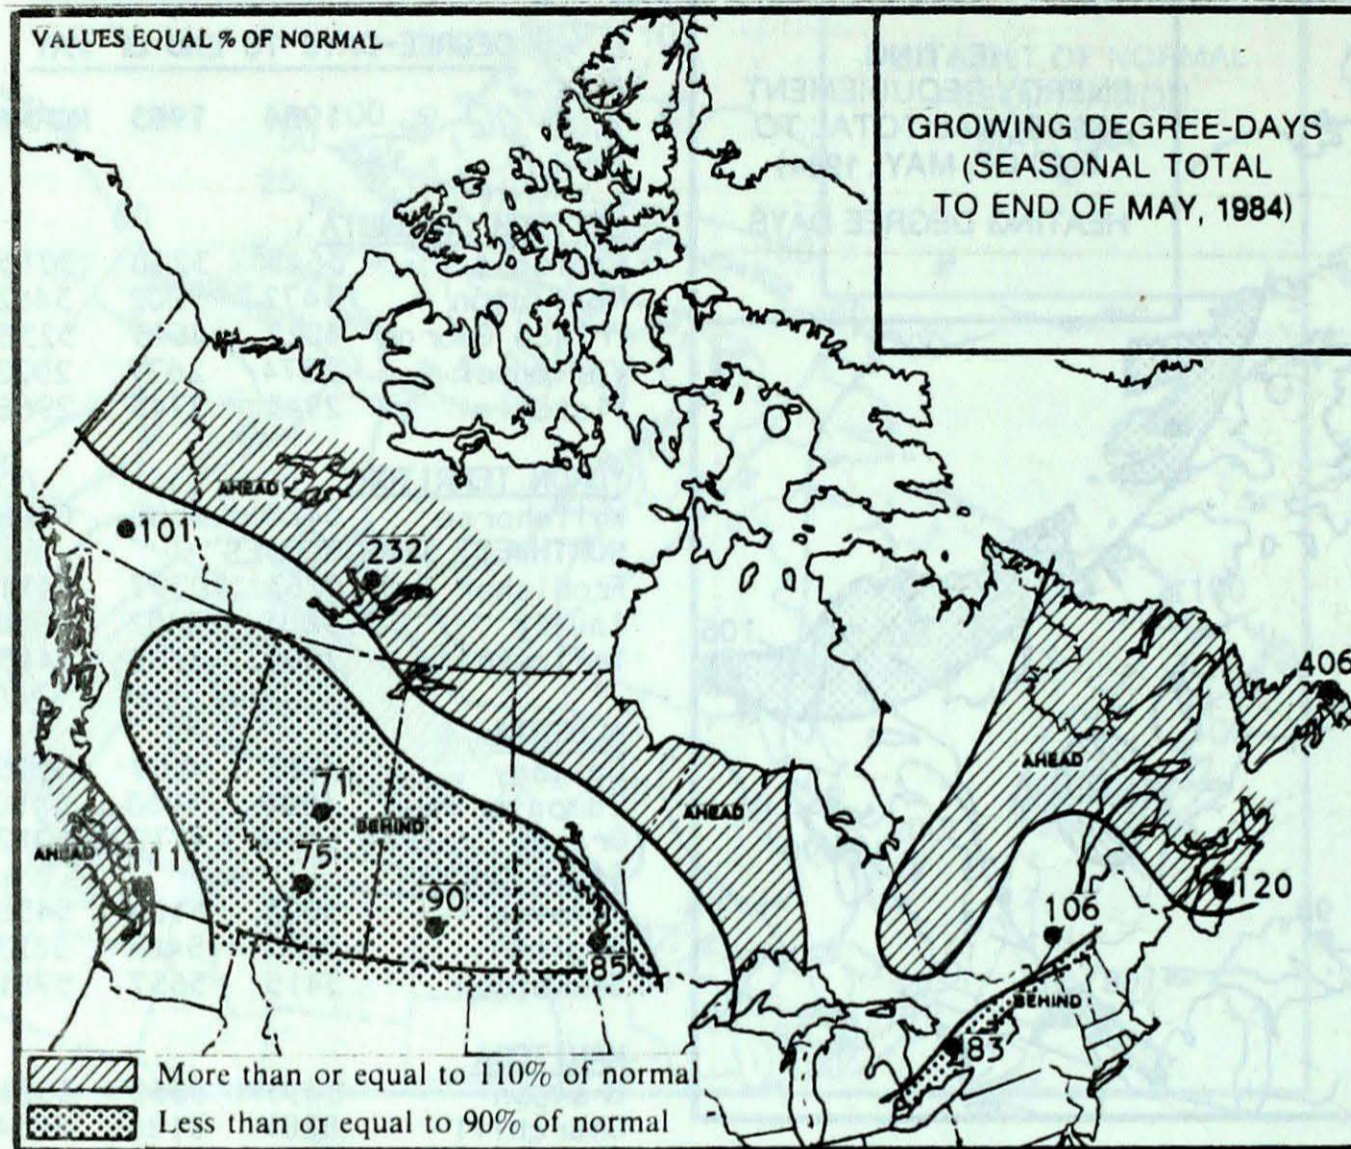 VALUES EQUAL % OF NORMAL
GROWING DEGREE-DAYS
(SEASONAL TOTAL
TO END OF MAY, 1984)
AHEAD
101
232
406
AHEAD
71
BEHIND
AHEAD
AHEAD
111
75
90
106
120
85
BEHIND
83
More than or equal to 110% of normal
Less than or equal to 90% of normal